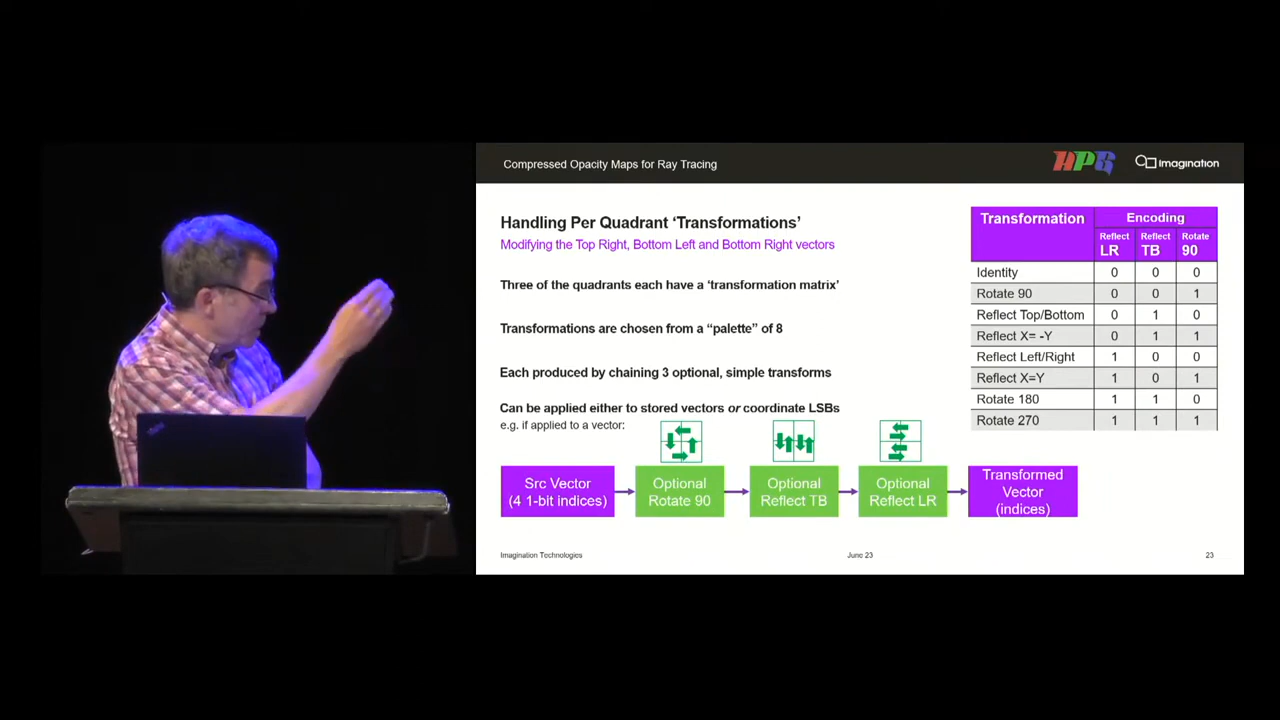 Compressed Opacity Maps for Ray Tracing
HPG
Imagination
Handling Per Quadrant ‘Transformations’
Modifying the Top Right, Bottom Left and Bottom Right vectors
Three of the quadrants each have a ‘transformation matrix’
Transformations are chosen from a “palette” of 8
Each produced by chaining 3 optional, simple transforms
Can be applied either to stored vectors or coordinate LSBs
e.g. if applied to a vector:
Src Vector
(4 1-bit indices)
Optional
Rotate 90
Optional
Reflect TB
Optional
Reflect LR
Transformed
Vector
(indices)
Transformation Encoding
Reflect LR Reflect TB Rotate 90
Identity 0 0 0
Rotate 90 0 0 1
Reflect Top/Bottom 0 1 0
Reflect X= -Y 0 1 1
Reflect Left/Right 1 0 0
Reflect X=Y 1 0 1
Rotate 180 1 1 0
Rotate 270 1 1 1
Imagination Technologies
June 23
23